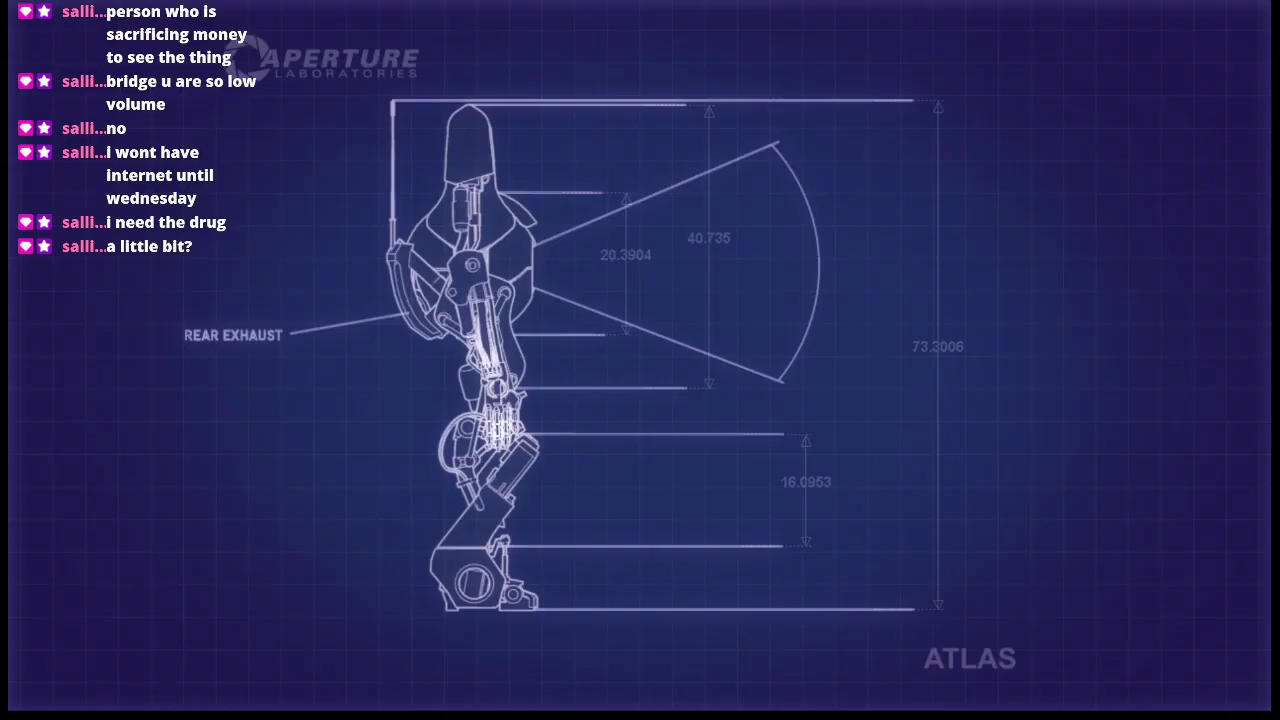 salli...person who is
sacrificing money
to see the thing
salli...bridge u are so low
volume
salli...no
salli...i wont have
internet until
wednesday
salli...i need the drug
salli...a little bit?
APERTURE
LABORATORIES
40.735
20.3904
REAR EXHAUST
73.3006
16.0953
ATLAS